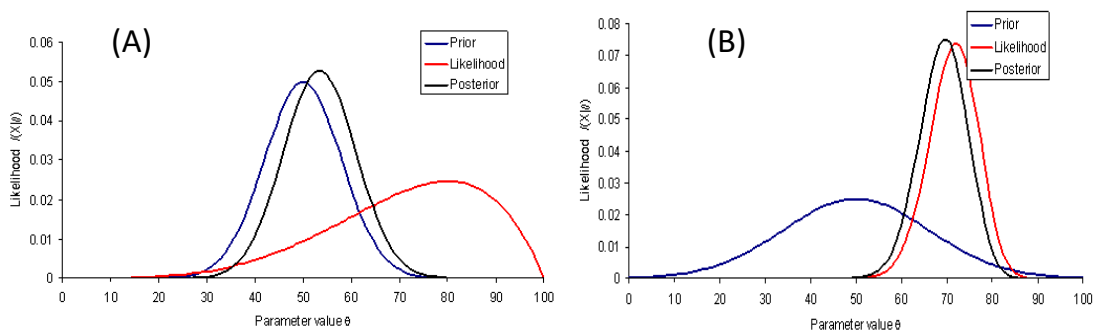 (A)
Prior
Likelihood
Posterior
0.06
0.05
0.04
0.03
0.02
0.01
0
Likelihood l(X|θ)
0 10 20 30 40 50 60 70 80 90 100
Parameter value θ
(B)
Prior
Likelihood
Posterior
0.08
0.07
0.06
0.05
0.04
0.03
0.02
0.01
0
Likelihood l(X|θ)
0 10 20 30 40 50 60 70 80 90 100
Parameter value θ